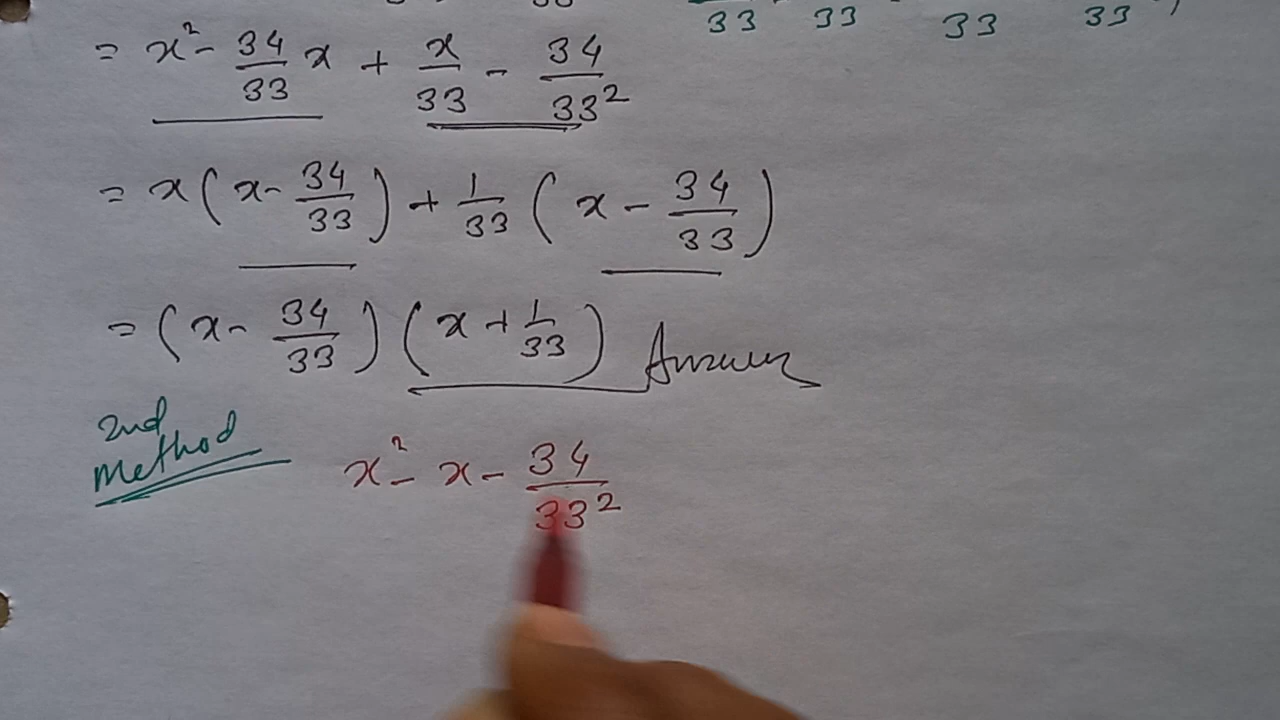 33 33 33 33
= x² - 34/33 x + x/33 - 34/33²
= x(x - 34/33) + 1/33 (x - 34/33)
= (x - 34/33)(x + 1/33) Answer
2nd
Method
x² - x - 34/33²